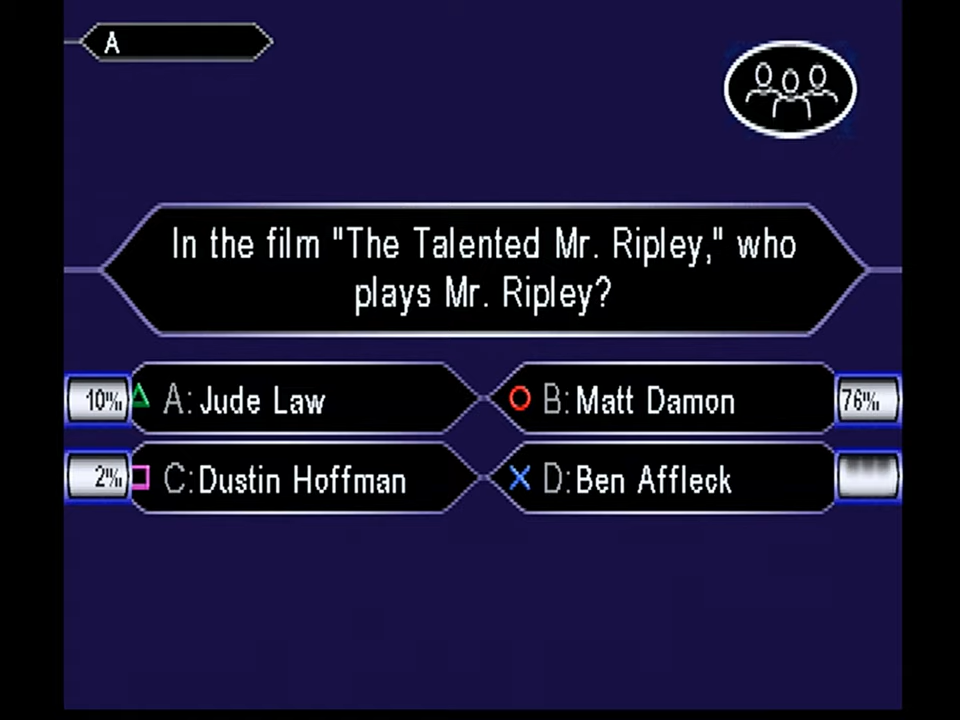 A
In the film "The Talented Mr. Ripley," who
plays Mr. Ripley?
10% A: Jude Law
B: Matt Damon 76%
2% C: Dustin Hoffman
D: Ben Affleck